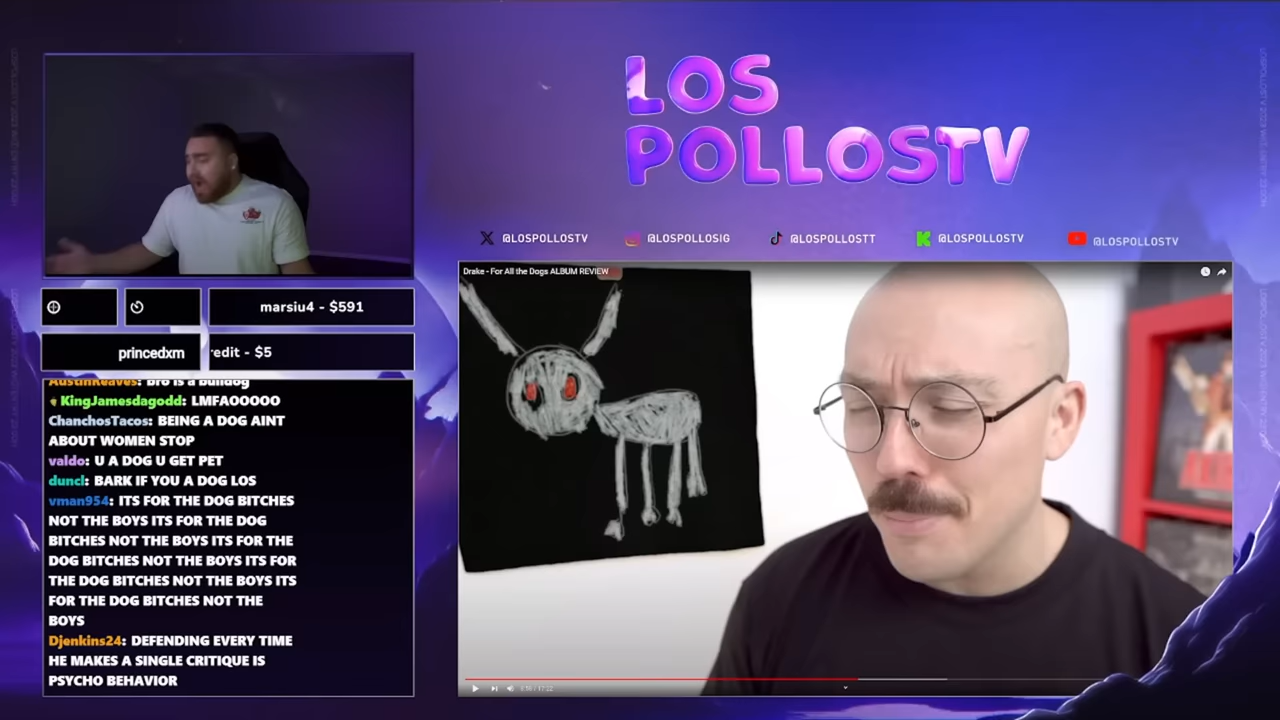 LOS
POLLOSTV
@LOSPOLLOSTV
@LOSPOLLOSIG
@LOSPOLLOSTT
@LOSPOLLOSTV
@LOSPOLLOSTV
marsiu4 - $591
princedxm
redit - $5
AustinReaves: bro is a bulldog
KingJamesdagodd: LMFAOOOOO
ChanchosTacos: BEING A DOG AINT
ABOUT WOMEN STOP
valdo: U A DOG U GET PET
duncl: BARK IF YOU A DOG LOS
vman954: ITS FOR THE DOG BITCHES
NOT THE BOYS ITS FOR THE DOG
BITCHES NOT THE BOYS ITS FOR THE
DOG BITCHES NOT THE BOYS ITS FOR
THE DOG BITCHES NOT THE BOYS ITS
FOR THE DOG BITCHES NOT THE
BOYS
Djenkins24: DEFENDING EVERY TIME
HE MAKES A SINGLE CRITIQUE IS
PSYCHO BEHAVIOR
Drake - For All the Dogs ALBUM REVIEW